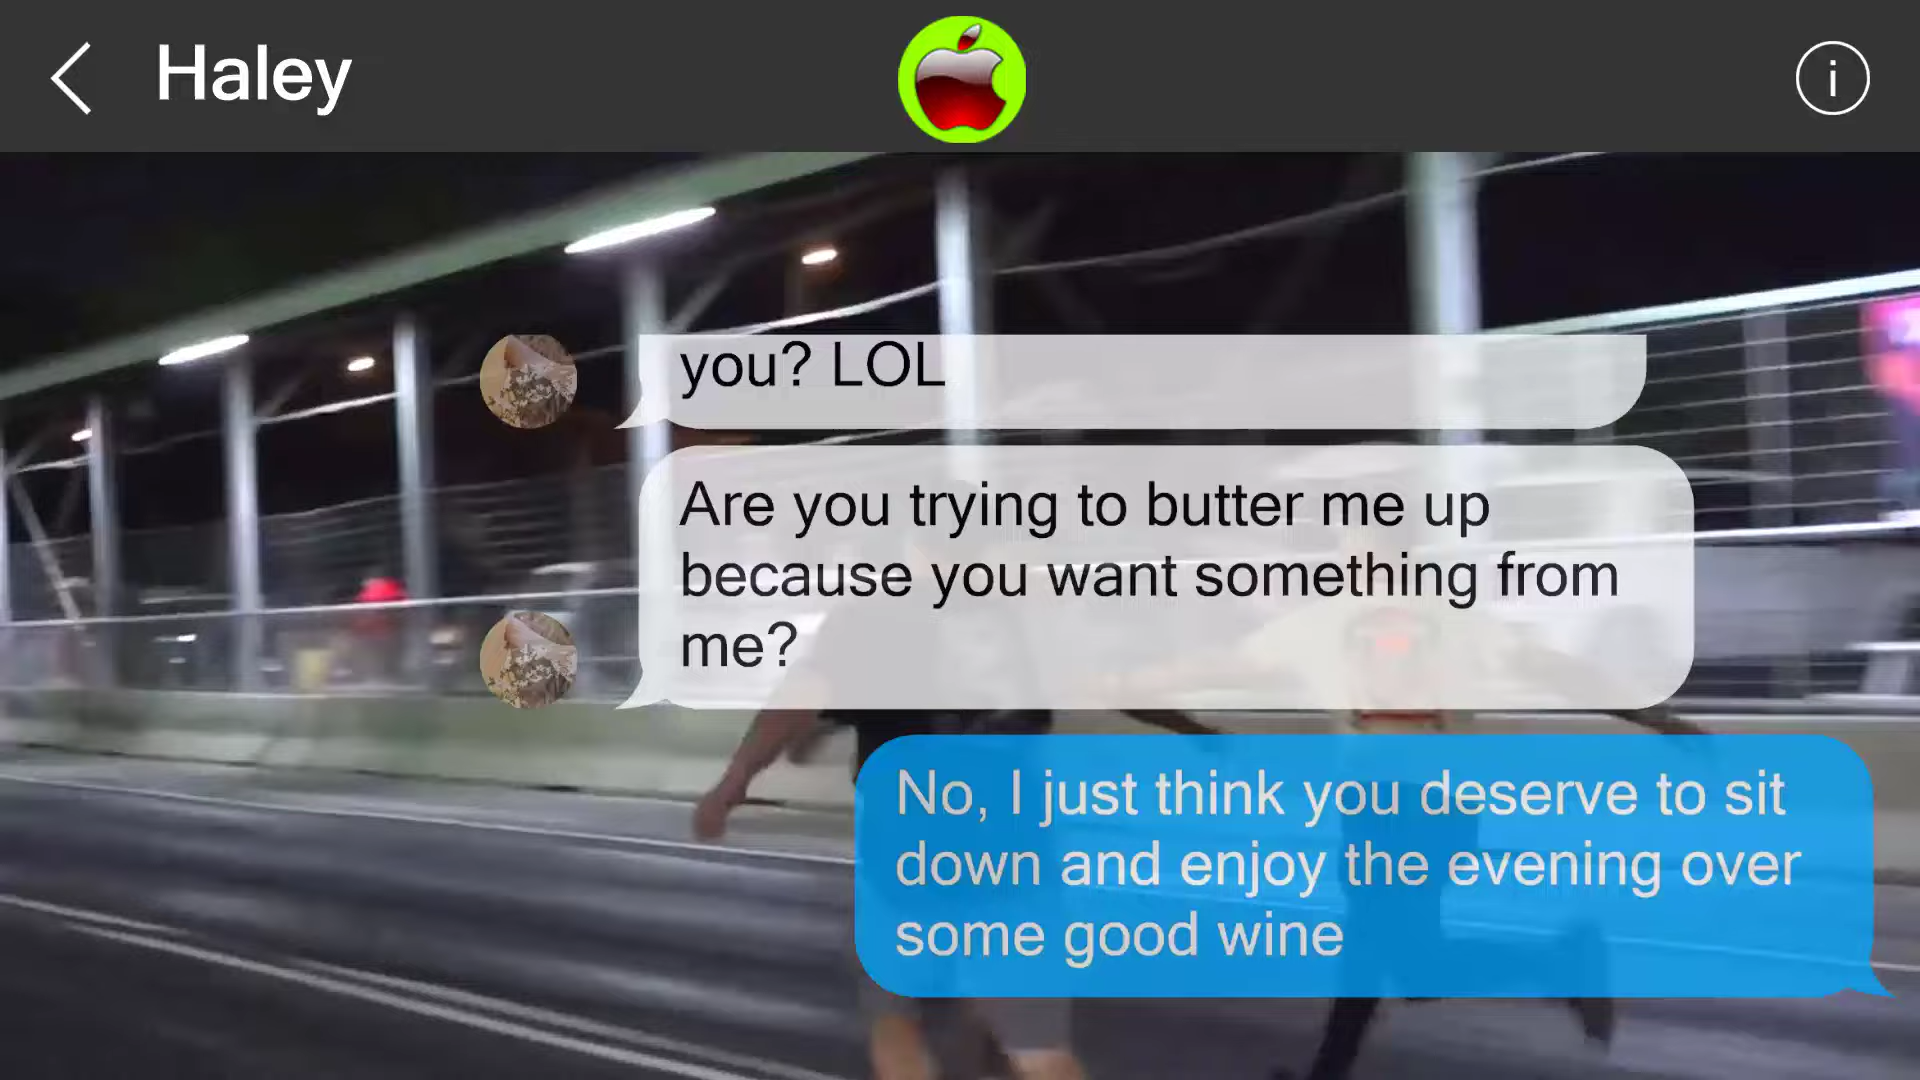 Haley
you? LOL
Are you trying to butter me up
because you want something from
me?
No, I just think you deserve to sit
down and enjoy the evening over
some good wine